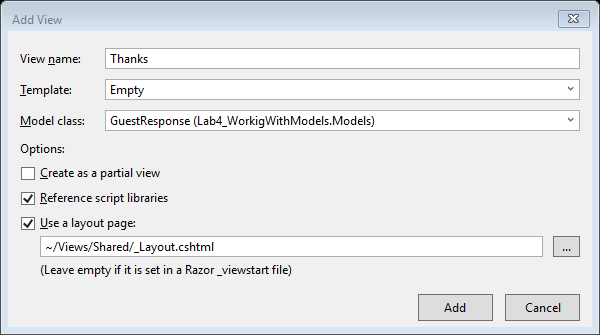 Add View
View name: Thanks
Template: Empty
Model class: GuestResponse (Lab4_WorkigWithModels.Models)
Options:
Create as a partial view
Reference script libraries
Use a layout page:
~/Views/Shared/_Layout.cshtml ...
(Leave empty if it is set in a Razor _viewstart file)
Add Cancel